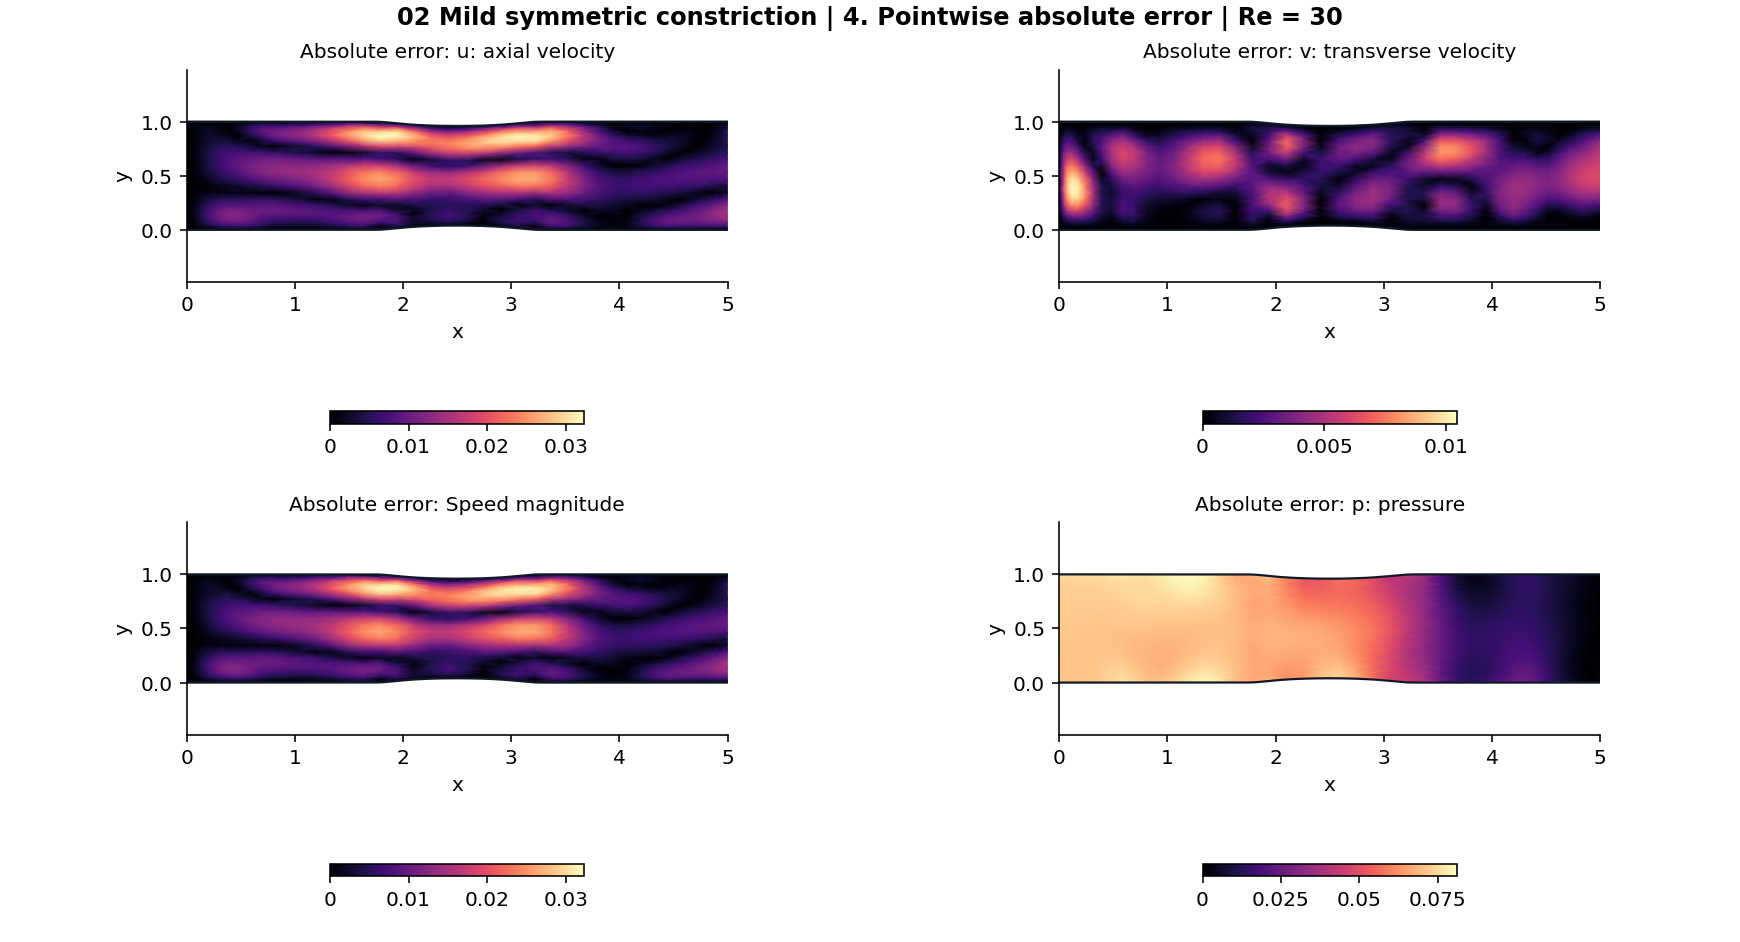 02 Mild symmetric constriction | 4. Pointwise absolute error | Re = 30
Absolute error: u: axial velocity
1.0
0.5
0.0
y
0 1 2 3 4 5
x
0 0.01 0.02 0.03
Absolute error: v: transverse velocity
1.0
0.5
0.0
y
0 1 2 3 4 5
x
0 0.005 0.01
Absolute error: Speed magnitude
1.0
0.5
0.0
y
0 1 2 3 4 5
x
0 0.01 0.02 0.03
Absolute error: p: pressure
1.0
0.5
0.0
y
0 1 2 3 4 5
x
0 0.025 0.05 0.075